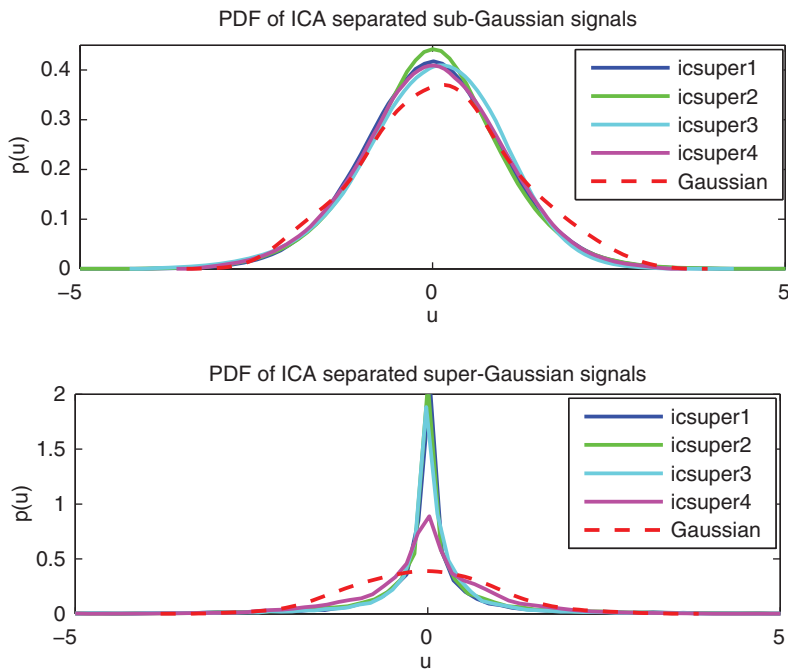 PDF of ICA separated sub-Gaussian signals
p(u)
0.4
0.3
0.2
0.1
0
−5
0
5
u
icsuper1
icsuper2
icsuper3
icsuper4
Gaussian
PDF of ICA separated super-Gaussian signals
p(u)
2
1.5
1
0.5
0
−5
0
5
u
icsuper1
icsuper2
icsuper3
icsuper4
Gaussian